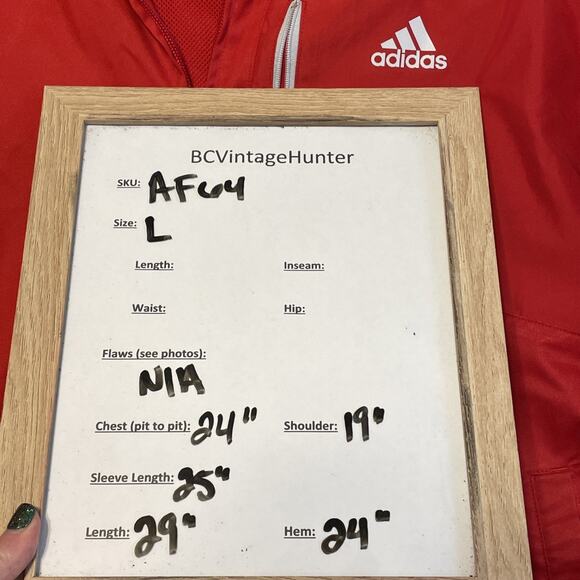 adidas
BCVintageHunter
SKU: AF64
Size: L
Length: Inseam:
Waist: Hip:
Flaws (see photos):
N/A
Chest (pit to pit): 24" Shoulder: 19"
Sleeve Length: 25"
Length: 29" Hem: 24"